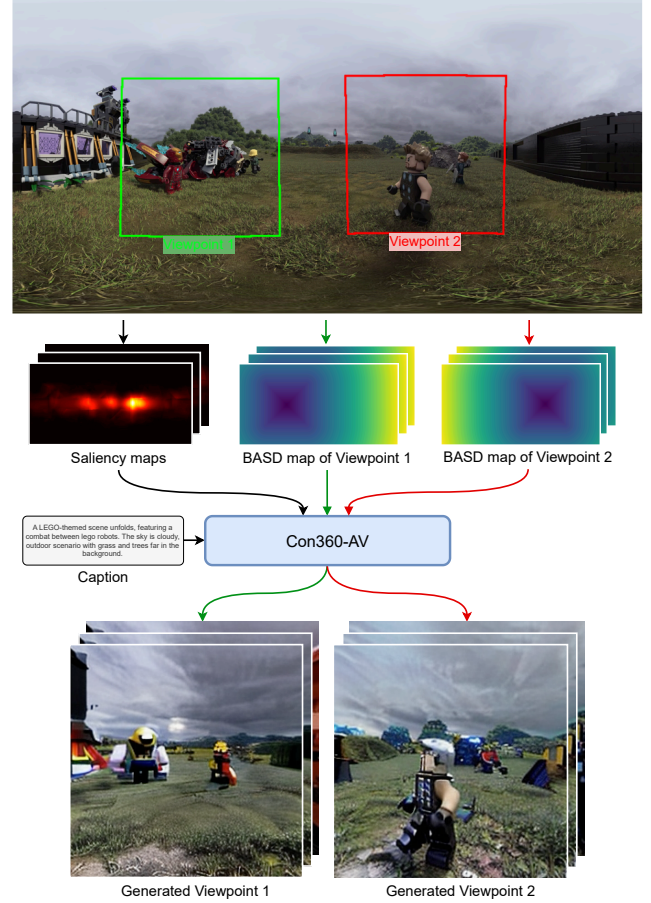 Viewpoint 1
Viewpoint 2
Saliency maps
BASD map of Viewpoint 1
BASD map of Viewpoint 2
A LEGO-themed scene unfolds, featuring a
combat between lego robots. The sky is cloudy,
outdoor scenario with grass and trees far in the
background.
Caption
Con360-AV
Generated Viewpoint 1
Generated Viewpoint 2